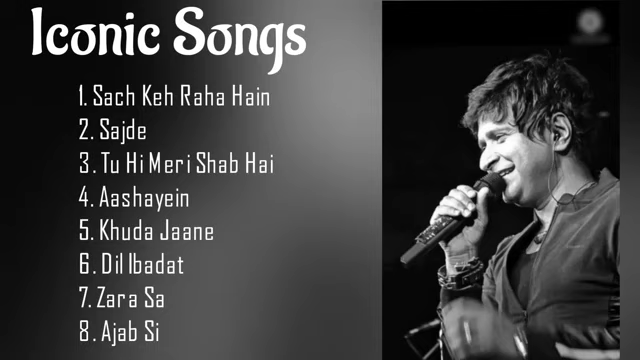 Iconic Songs
1. Sach Keh Raha Hain
2. Sajde
3. Tu Hi Meri Shab Hai
4. Aashayein
5. Khuda Jaane
6. Dil Ibadat
7. Zara Sa
8. Ajab Si